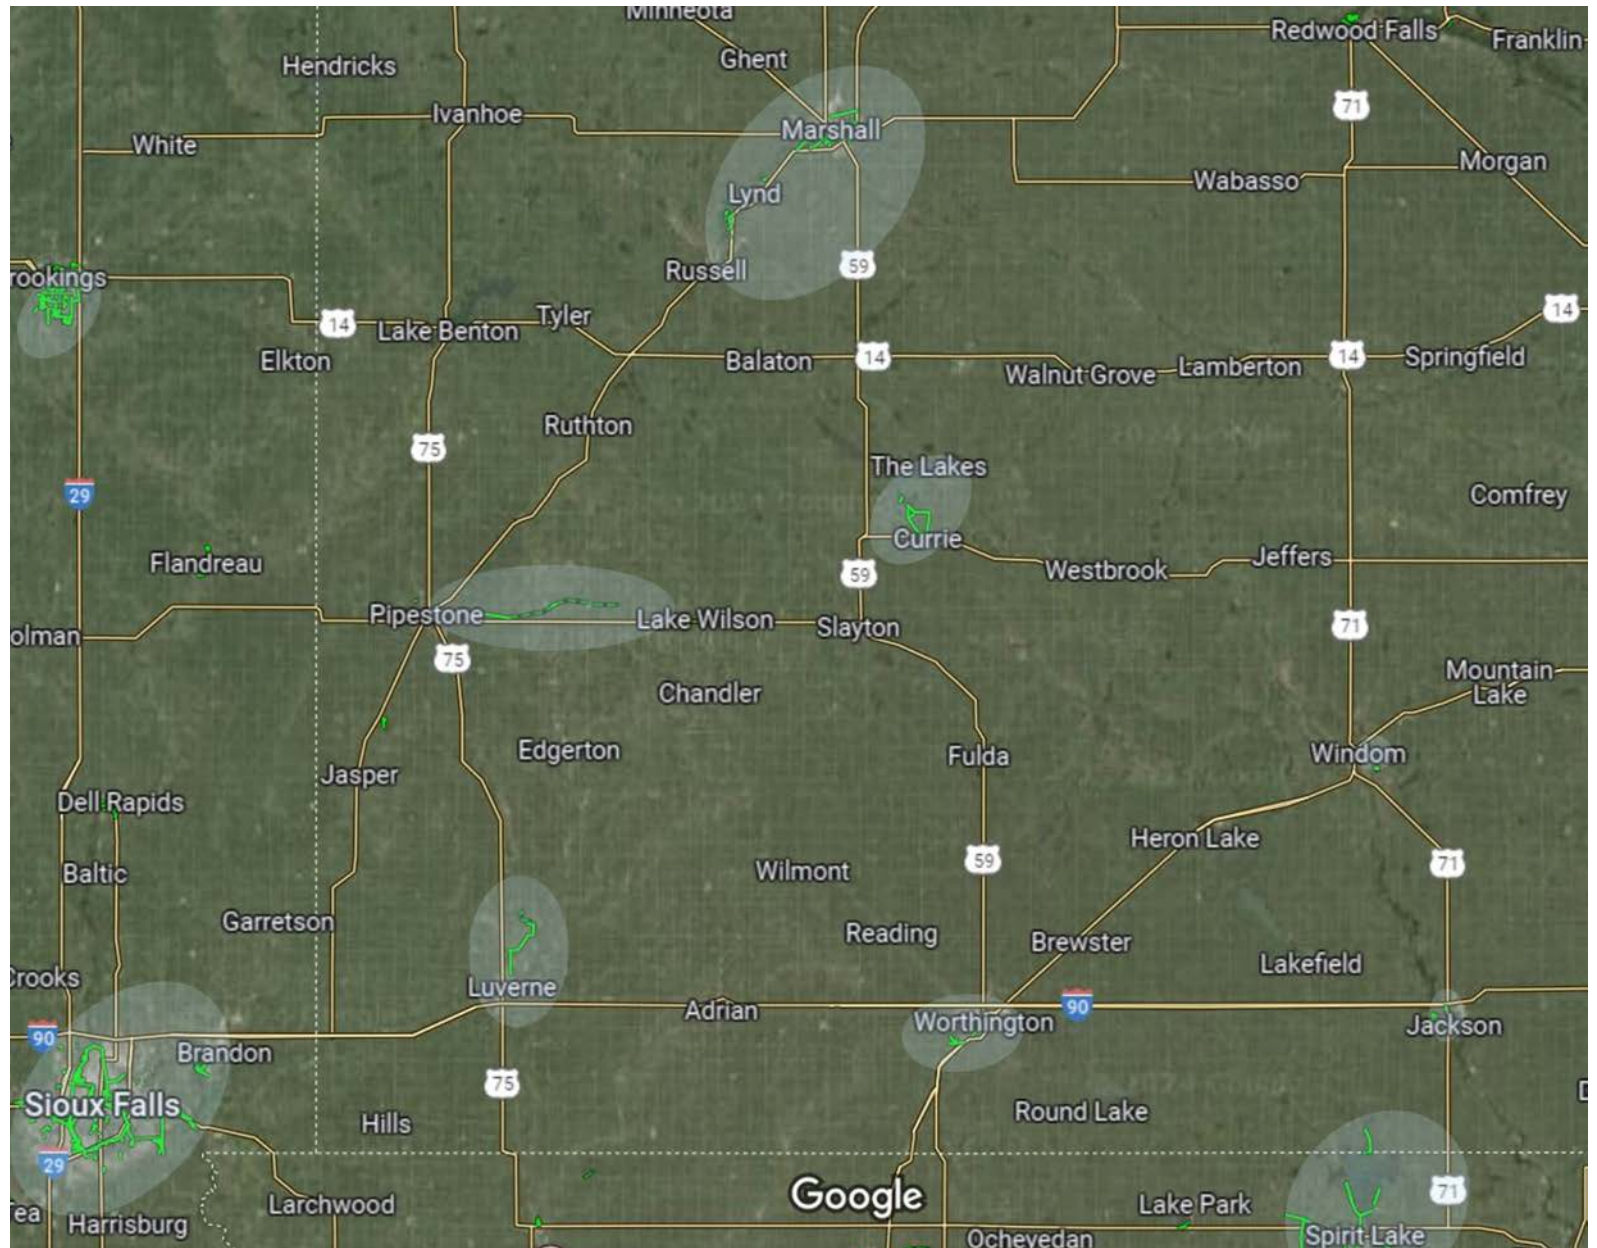 Minneota
Redwood Falls
Franklin
Ghent
Hendricks
71
Ivanhoe
Marshall
White
Morgan
Wabasso
Lynd
59
Russell
rookings
14
Tyler
14
Lake Benton
14
14
Springfield
Elkton
Balaton
Lamberton
Walnut Grove
Ruthton
75
The Lakes
29
Comfrey
Currie
Flandreau
Jeffers
59
Westbrook
Pipestone
Lake Wilson
Slayton
71
olman
75
Mountain
Lake
Chandler
Edgerton
Fulda
Windom
Jasper
Dell Rapids
Heron Lake
59
71
Baltic
Wilmont
Garretson
Reading
Brewster
Lakefield
Crooks
Luverne
Adrian
90
Worthington
Jackson
90
Brandon
75
Sioux Falls
Round Lake
Hills
29
71
Google
Larchwood
Lake Park
ea
Harrisburg
Ocheyedan
Spirit Lake